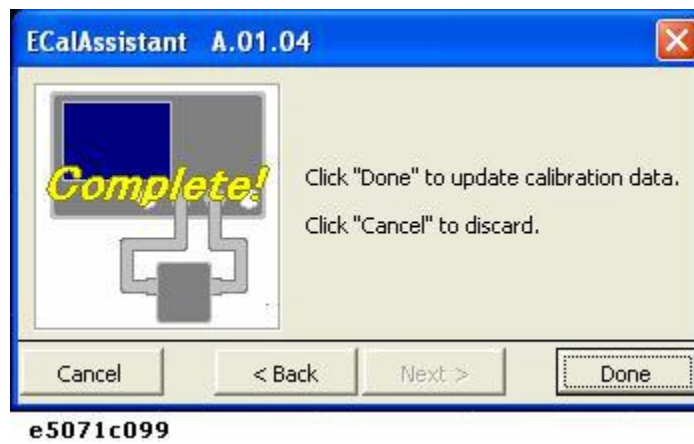 ECalAssistant A.01.04
Complete!
Click "Done" to update calibration data.
Click "Cancel" to discard.
Cancel
< Back
Next >
Done
e5071c099